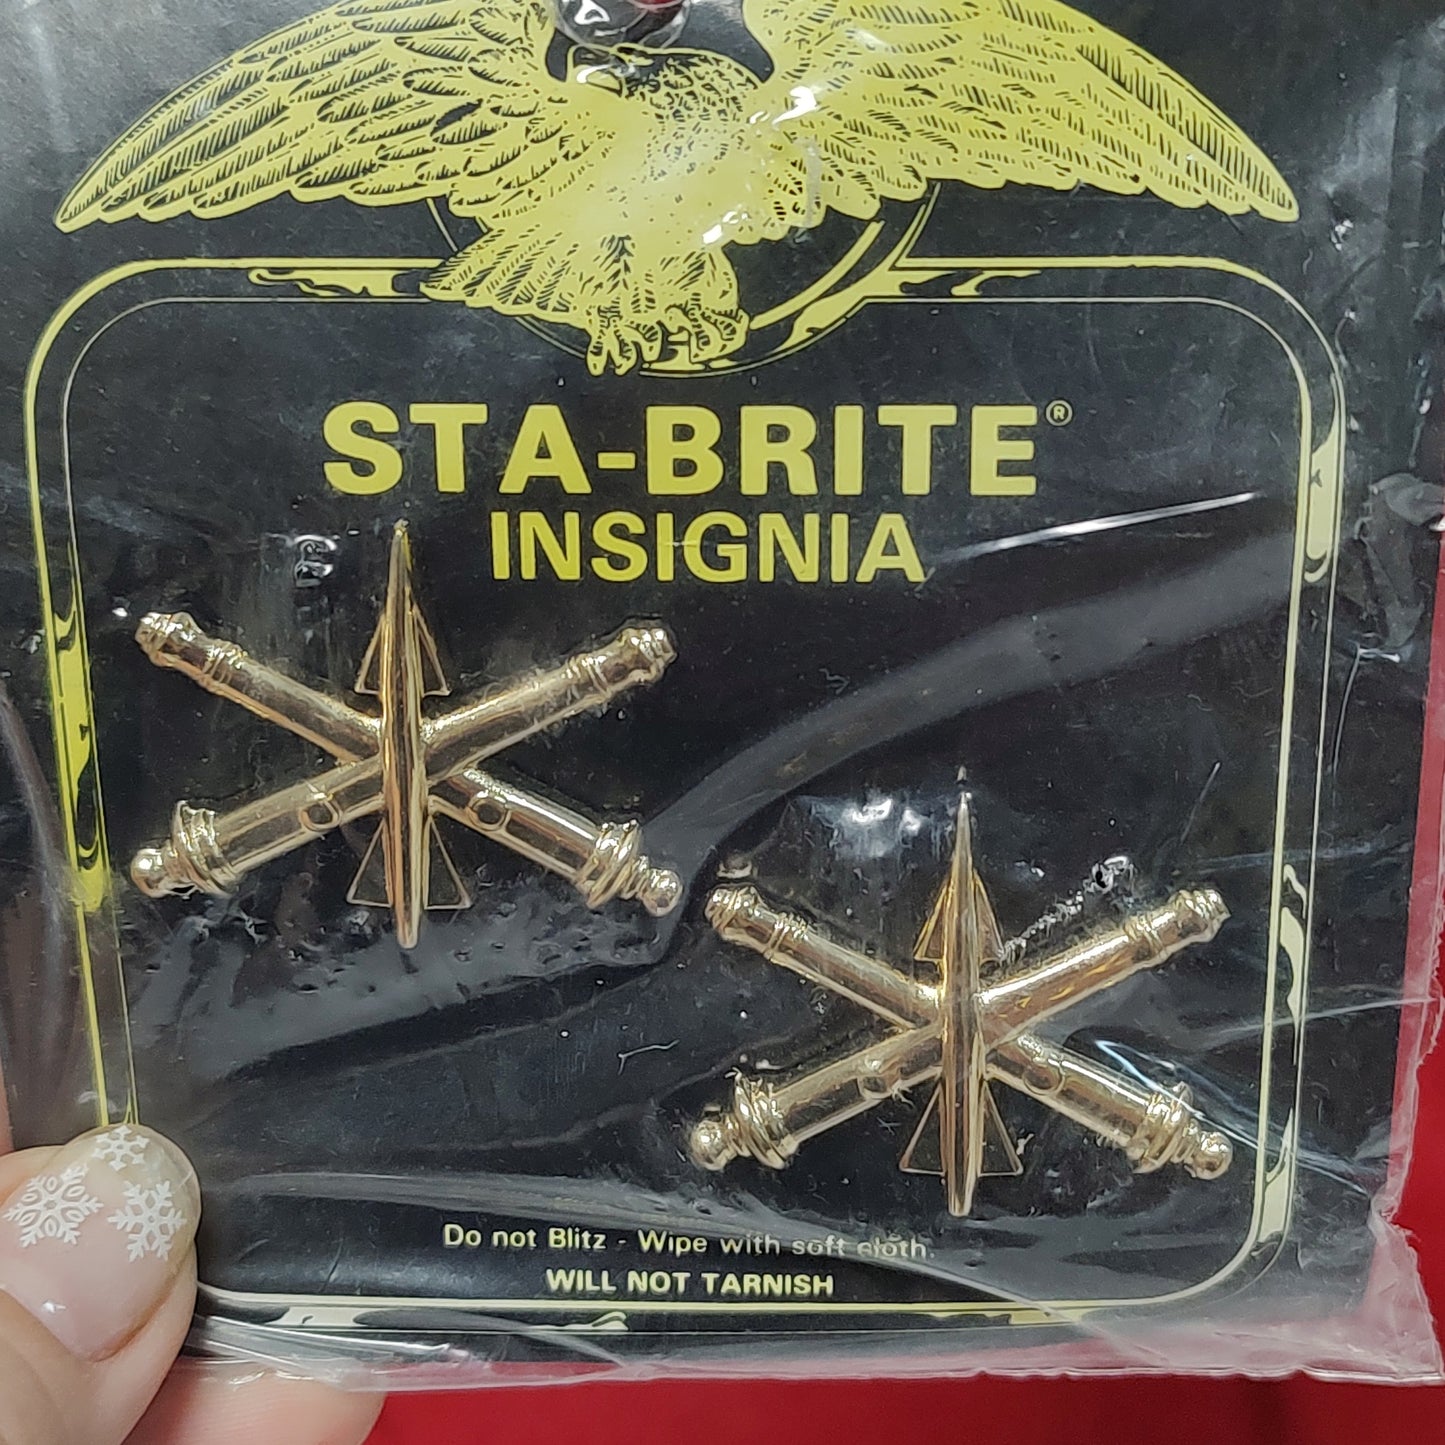 STA-BRITE®
INSIGNIA
Do not Blitz - Wipe with soft cloth.
WILL NOT TARNISH